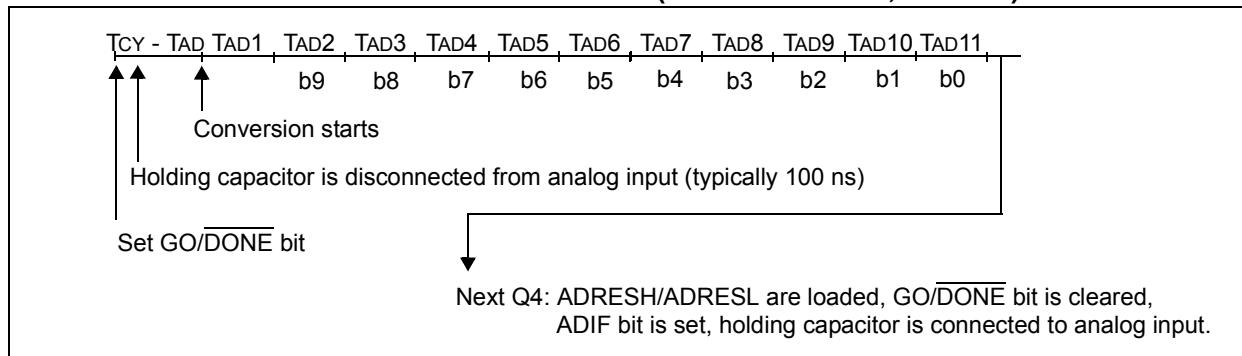 TCY - TAD TAD1 TAD2 TAD3 TAD4 TAD5 TAD6 TAD7 TAD8 TAD9 TAD10 TAD11
b9 b8 b7 b6 b5 b4 b3 b2 b1 b0
Conversion starts
Holding capacitor is disconnected from analog input (typically 100 ns)
Set GO/DONE bit
Next Q4: ADRESH/ADRESL are loaded, GO/DONE bit is cleared,
ADIF bit is set, holding capacitor is connected to analog input.